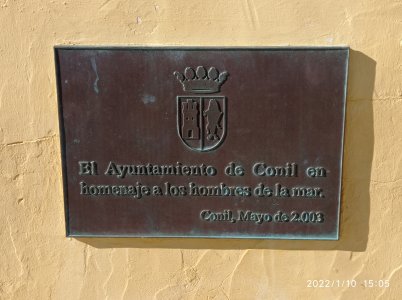 El Ayuntamiento de Conil en
homenaje a los hombres de la mar.
Conil, Mayo de 2.003
2022/1/10 15:05